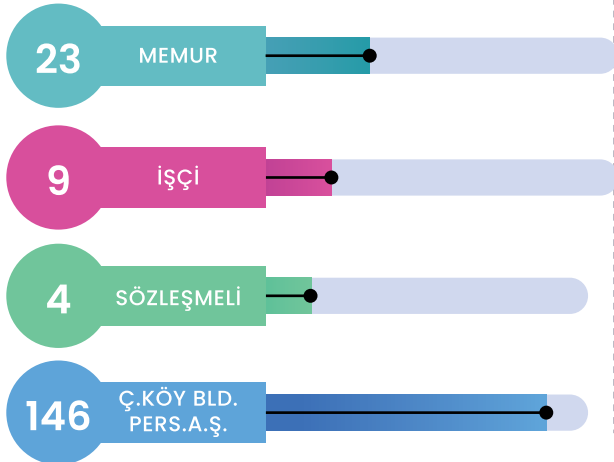 23 MEMUR
9 İŞÇİ
4 SÖZLEŞMELİ
146 Ç.KÖY BLD.
PERS.A.Ş.